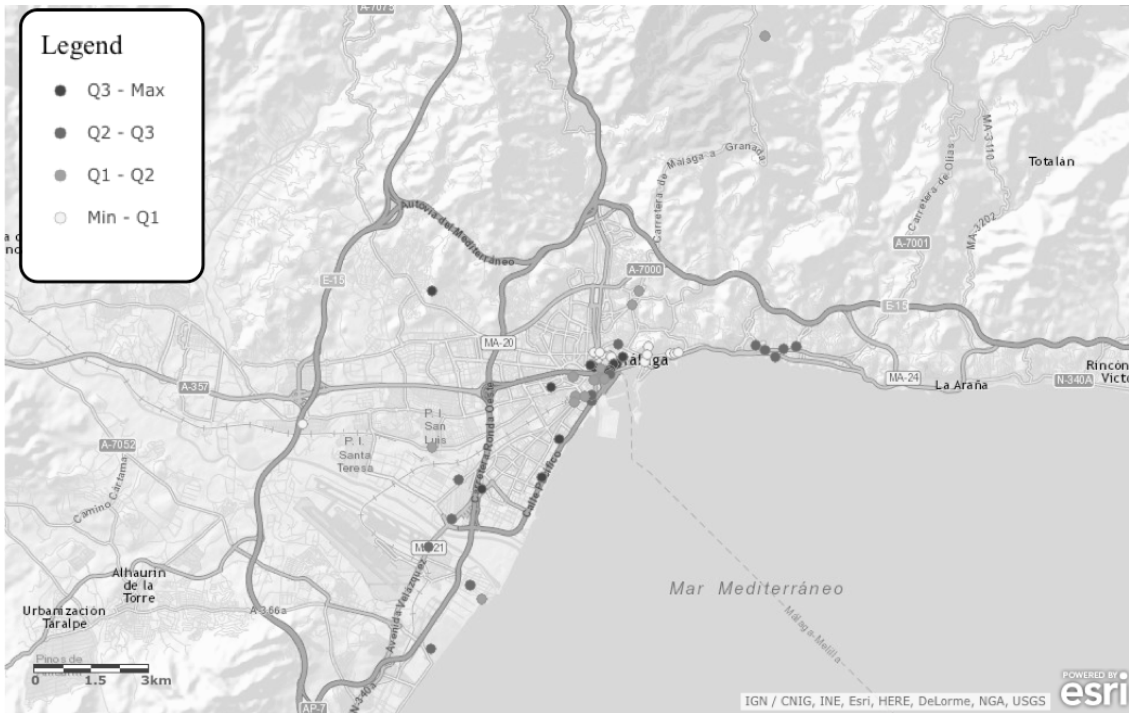 Legend
Q3 - Max
Q2 - Q3
Q1 - Q2
Min - Q1
A-7075
Carretera de Málaga a Granada
MA-3110
Carretera de Olías
Totalán
MA-3202
A-7001
Autovía del Mediterráneo
A-7000
E-15
E-15
MA-20
Málaga
Rincón
Victo
MA-24
La Araña
N-340A
A-357
P. I.
San
Luis
P. I.
Santa
Teresa
A-7052
Camino Cártama
Carretera Ronda Oeste
Calle Pacífico
MA-21
Alhaurín
de la
Torre
Urbanización
Taralpe
A-366a
Avenida Velázquez
Mar Mediterráneo
Málaga-Melilla
Pinos de
0 1.5 3km
AP-7
N-340a
IGN / CNIG, INE, Esri, HERE, DeLorme, NGA, USGS
POWERED BY
esri